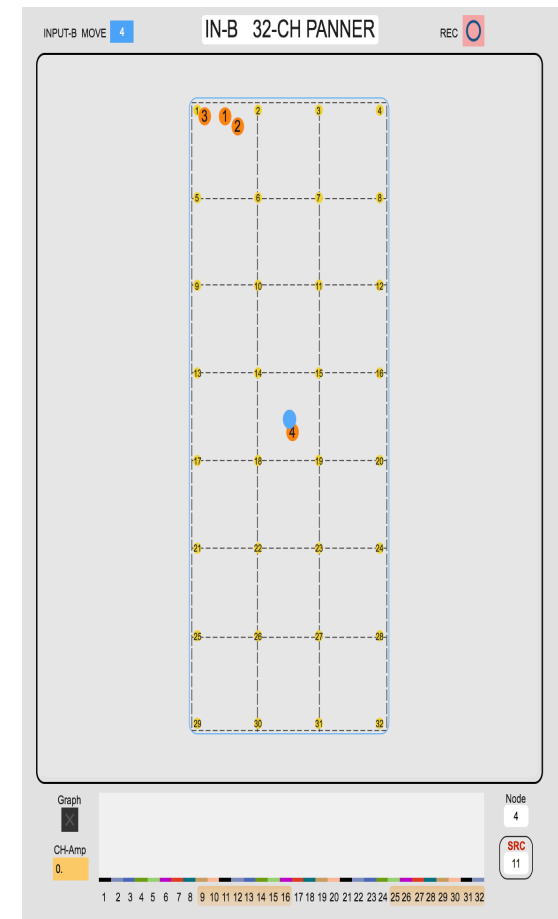 INPUT-B MOVE 4 IN-B 32-CH PANNER REC
1 3 1 2 2 3 4
5 6 7 8
9 10 11 12
13 14 15 16
4
17 18 19 20
21 22 23 24
25 26 27 28
29 30 31 32
Graph Node
X 4
CH-Amp SRC
0. 11
1 2 3 4 5 6 7 8 9 10 11 12 13 14 15 16 17 18 19 20 21 22 23 24 25 26 27 28 29 30 31 32